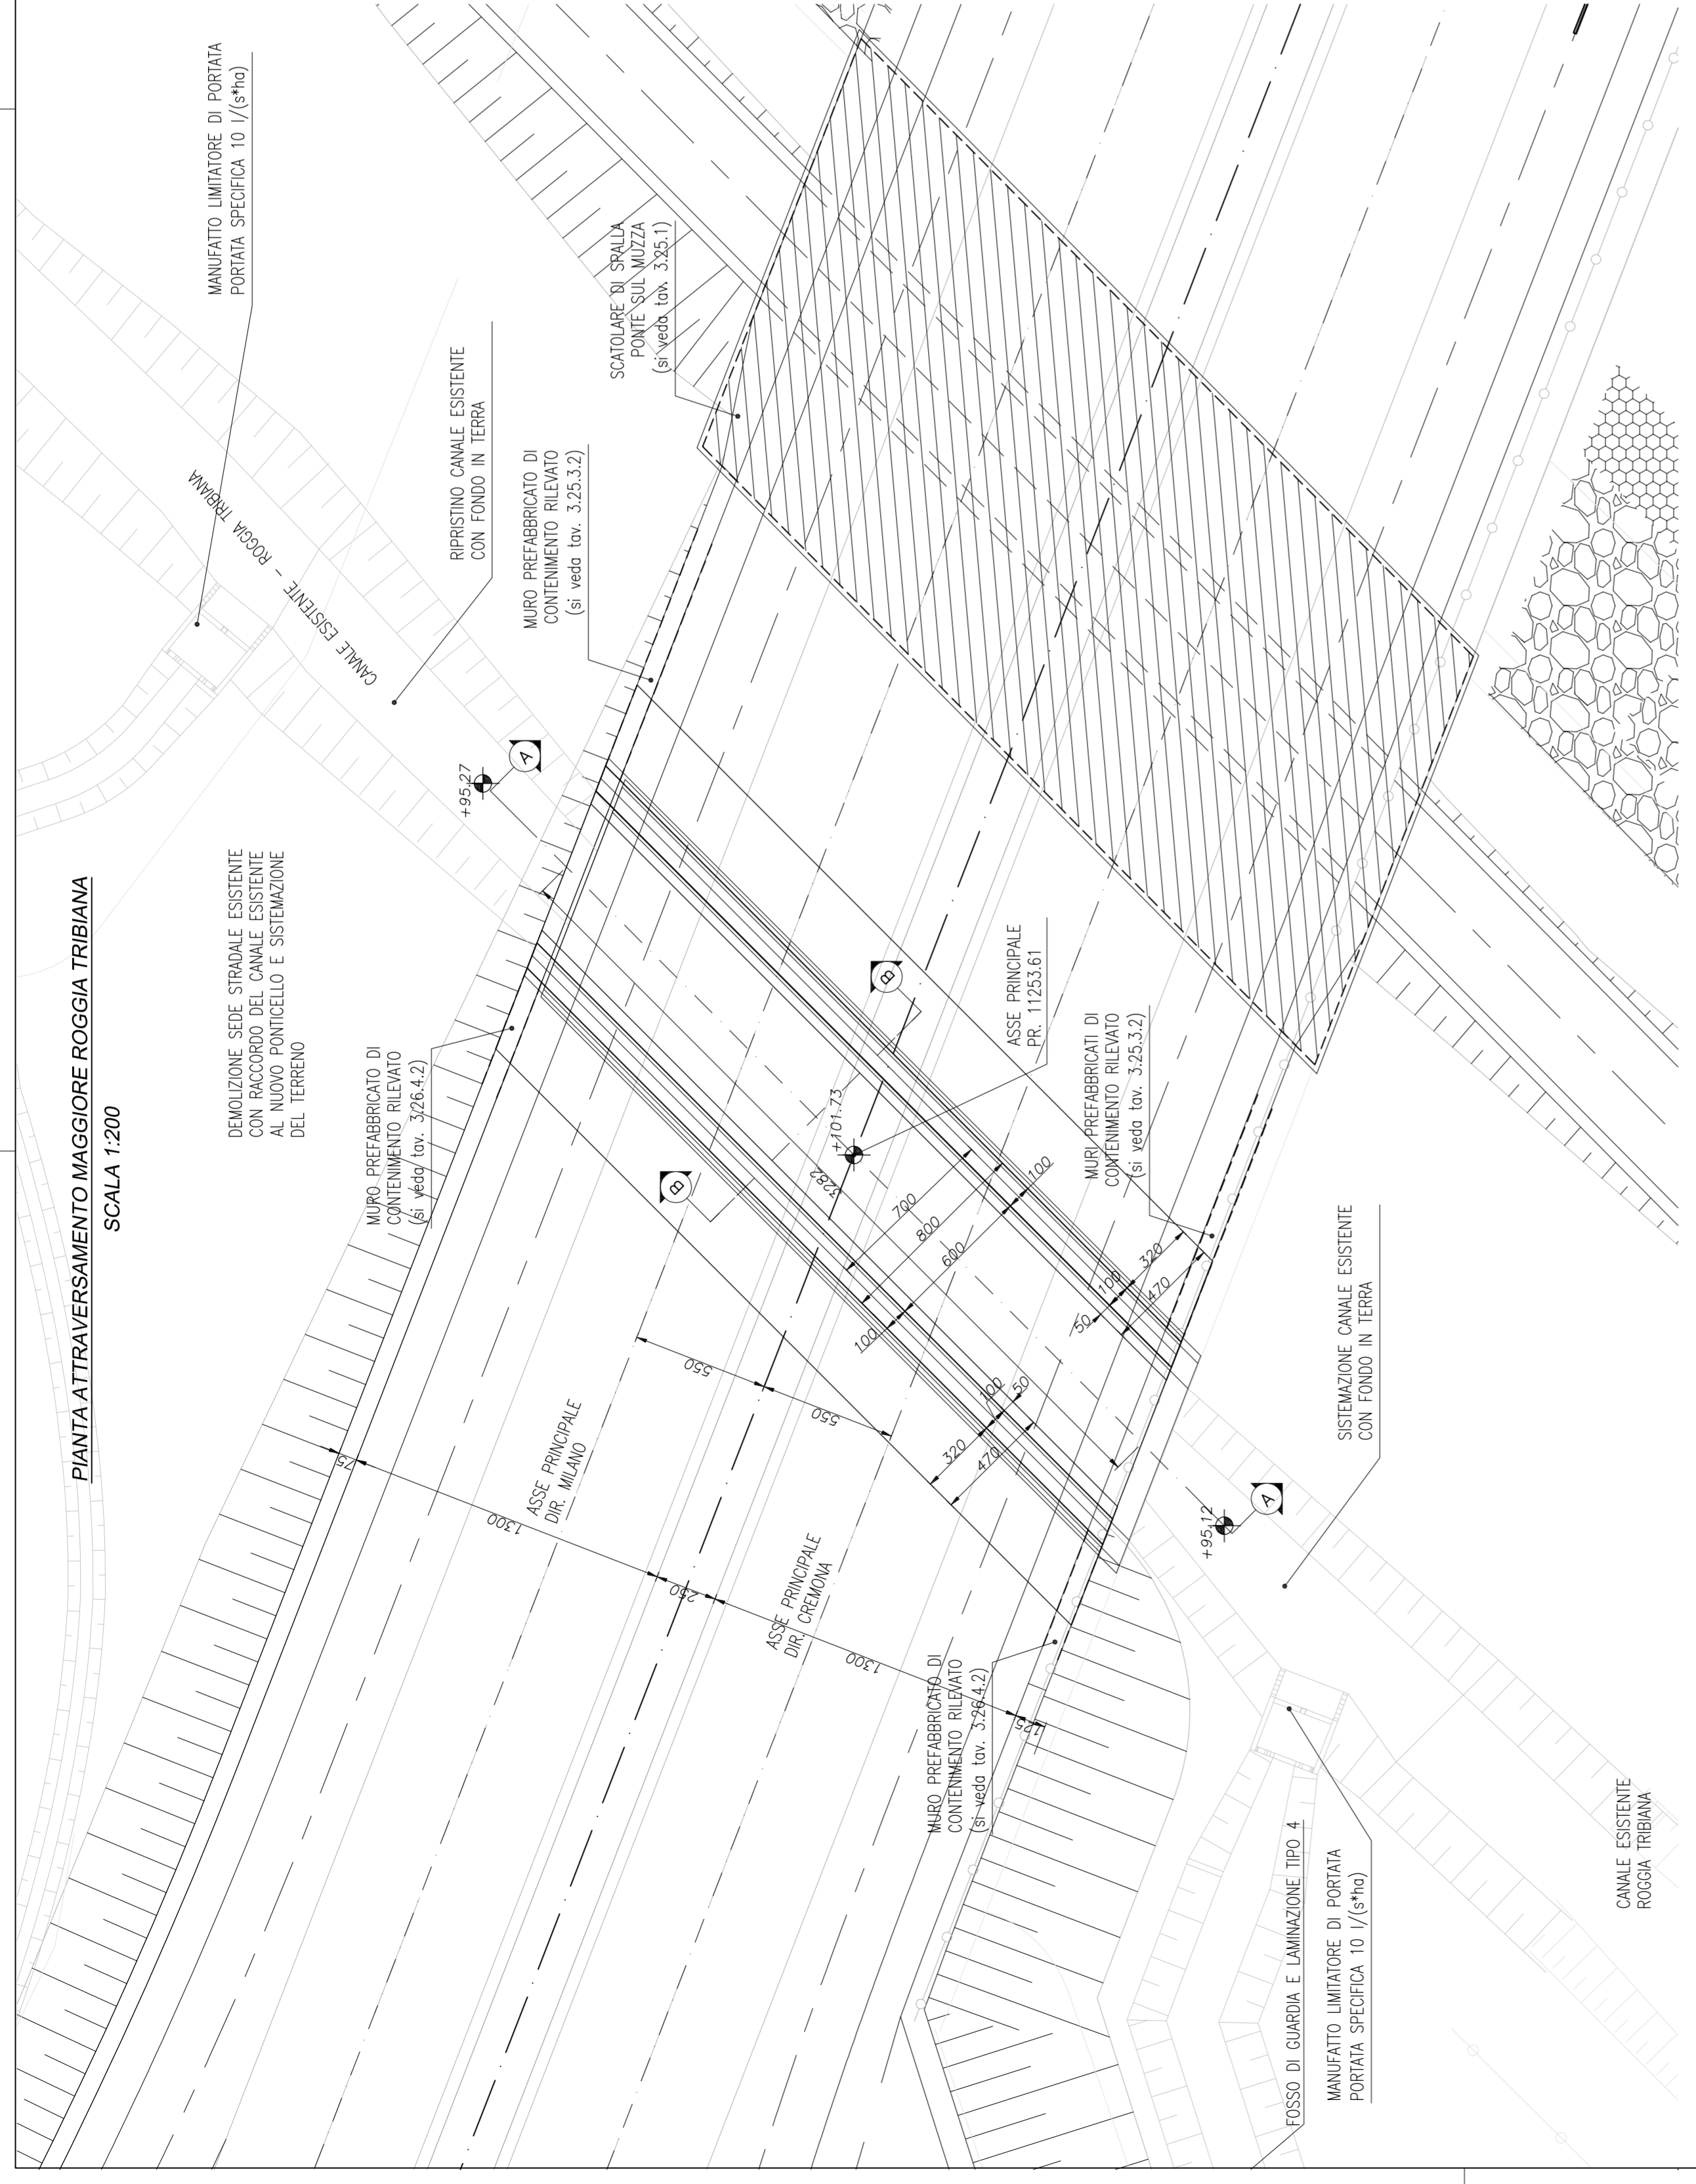 PIANTA ATTRAVERSAMENTO MAGGIORE ROGGIA TRIBIANA
SCALA 1:200
MANUFATTO LIMITATORE DI PORTATA
PORTATA SPECIFICA 10 l/(s*ha)
CANALE ESISTENTE - ROGGIA TRIBIANA
RIPRISTINO CANALE ESISTENTE
CON FONDO IN TERRA
SCATOLARE DI SPALLA
PONTE SUL MUZZA
(si veda tav. 3.25.1)
MURO PREFABBRICATO DI
CONTENIMENTO RILEVATO
(si veda tav. 3.25.3.2)
DEMOLIZIONE SEDE STRADALE ESISTENTE
CON RACCORDO DEL CANALE ESISTENTE
AL NUOVO PONTICELLO E SISTEMAZIONE
DEL TERRENO
+95.27
A
MURO PREFABBRICATO DI
CONTENIMENTO RILEVATO
(si veda tav. 3.26.4.2)
B
B
+101.73
3282
ASSE PRINCIPALE
PR. 11253.61
MURI PREFABBRICATI DI
CONTENIMENTO RILEVATO
(si veda tav. 3.25.3.2)
700
800
600
100
100
550
550
320
100
50
470
100
50
320
470
75
1300
250
1300
125
ASSE PRINCIPALE
DIR. MILANO
ASSE PRINCIPALE
DIR. CREMONA
SISTEMAZIONE CANALE ESISTENTE
CON FONDO IN TERRA
+95.12
A
MURO PREFABBRICATO DI
CONTENIMENTO RILEVATO
(si veda tav. 3.26.4.2)
FOSSO DI GUARDIA E LAMINAZIONE TIPO 4
MANUFATTO LIMITATORE DI PORTATA
PORTATA SPECIFICA 10 l/(s*ha)
CANALE ESISTENTE
ROGGIA TRIBIANA